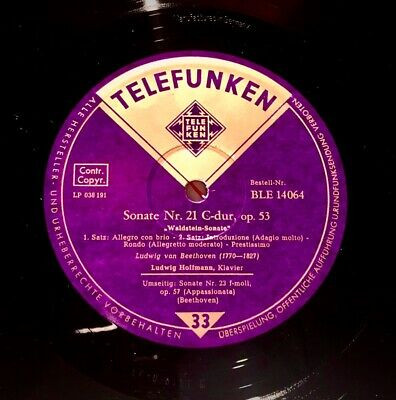 Manufactured in Germany
TELEFUNKEN
TELE
FUN
KEN
Contr.
Copyr.
LP 038 191
Bestell-Nr.
BLE 14064
Sonate Nr. 21 C-dur, op. 53
„Waldstein-Sonate"
1. Satz: Allegro con brio - 2. Satz: Introduzione (Adagio molto) -
Rondo (Allegretto moderato) - Prestissimo
Ludwig van Beethoven (1770—1827)
Ludwig Hoffmann, Klavier
Umseitig: Sonate Nr. 23 f-moll,
op. 57 (Appassionata)
(Beethoven)
33
ALLE HERSTELLER- UND URHEBERRECHTE VORBEHALTEN
ÜBERSPIELUNG, ÖFFENTLICHE AUFFÜHRUNG U. RUNDFUNKSENDUNG VERBOTEN